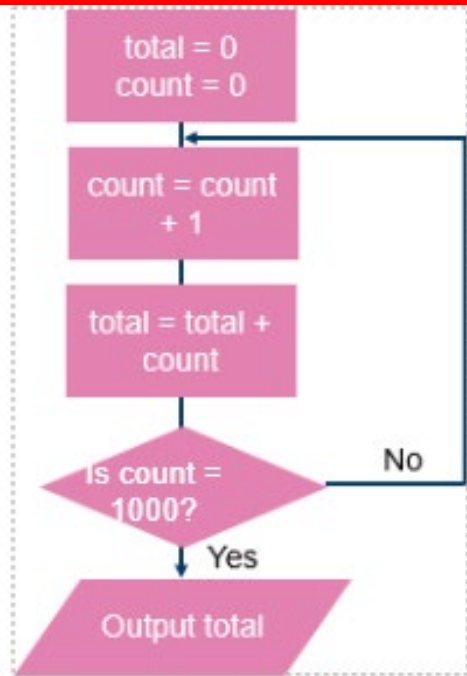 total = 0
count = 0
count = count
+ 1
total = total +
count
Is count =
1000?
No
Yes
Output total